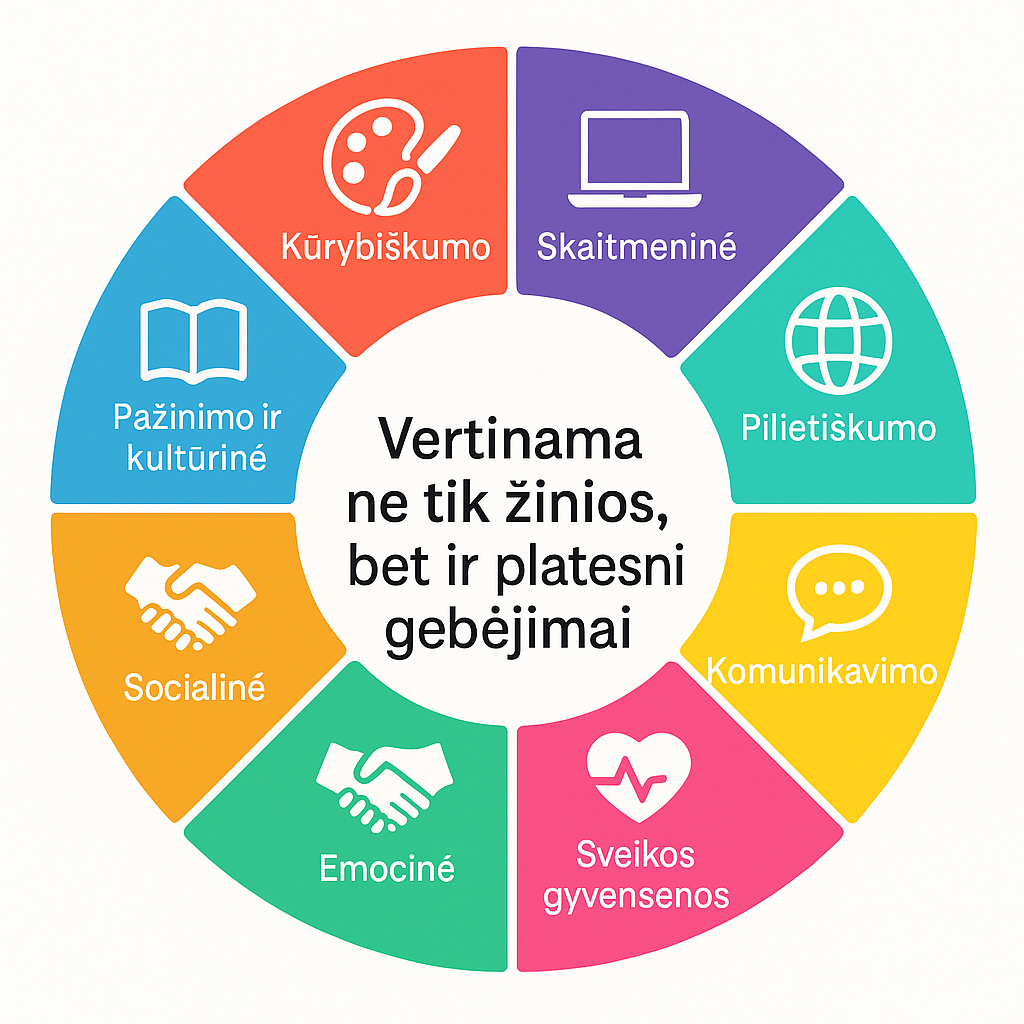 Kūrybiškumo
Skaitmeniné
Pažinimo ir
kultūriné
Pilietiškumo
Vertinama
ne tik žinios,
bet ir platesni
gebėjimai
Socialiné
Komunikavimo
Emociné
Sveikos
gyvensenos